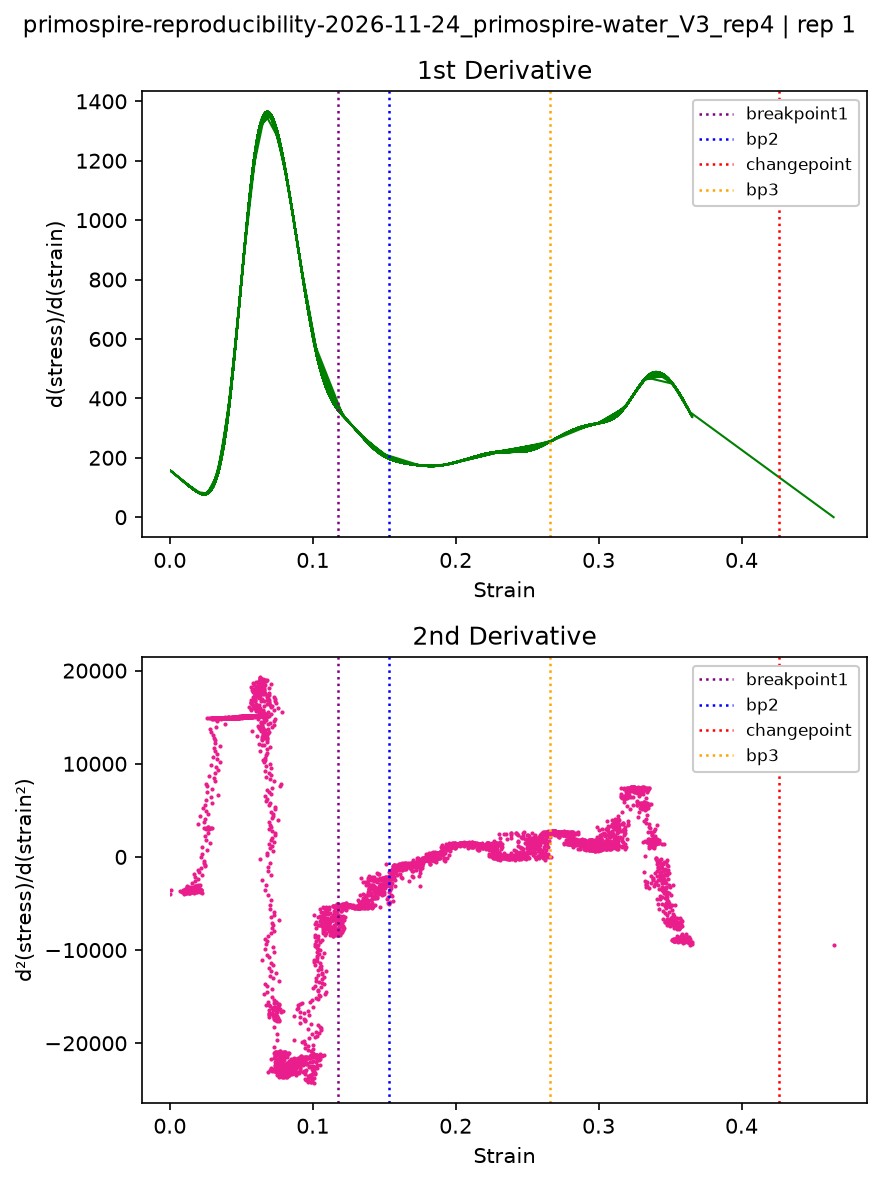 primospire-reproducibility-2026-11-24_primospire-water_V3_rep4 | rep 1
1st Derivative
1400
1200
1000
800
600
400
200
0
d(stress)/d(strain)
breakpoint1
bp2
changepoint
bp3
0.0 0.1 0.2 0.3 0.4
Strain
2nd Derivative
20000
10000
0
−10000
−20000
d²(stress)/d(strain²)
breakpoint1
bp2
changepoint
bp3
0.0 0.1 0.2 0.3 0.4
Strain